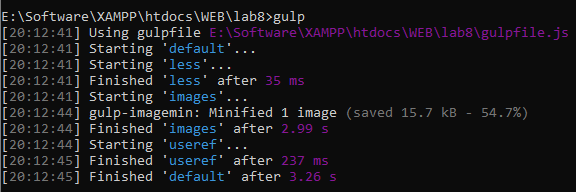 E:\Software\XAMPP\htdocs\WEB\lab8>gulp
[20:12:41] Using gulpfile E:\Software\XAMPP\htdocs\WEB\lab8\gulpfile.js
[20:12:41] Starting 'default'...
[20:12:41] Starting 'less'...
[20:12:41] Finished 'less' after 35 ms
[20:12:41] Starting 'images'...
[20:12:44] gulp-imagemin: Minified 1 image (saved 15.7 kB - 54.7%)
[20:12:44] Finished 'images' after 2.99 s
[20:12:44] Starting 'useref'...
[20:12:45] Finished 'useref' after 237 ms
[20:12:45] Finished 'default' after 3.26 s